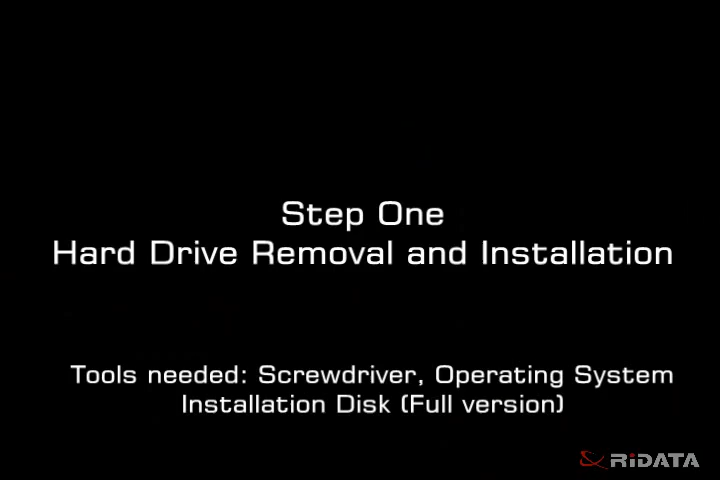 Step One
Hard Drive Removal and Installation
Tools needed: Screwdriver, Operating System
Installation Disk (Full version)
RiDATA